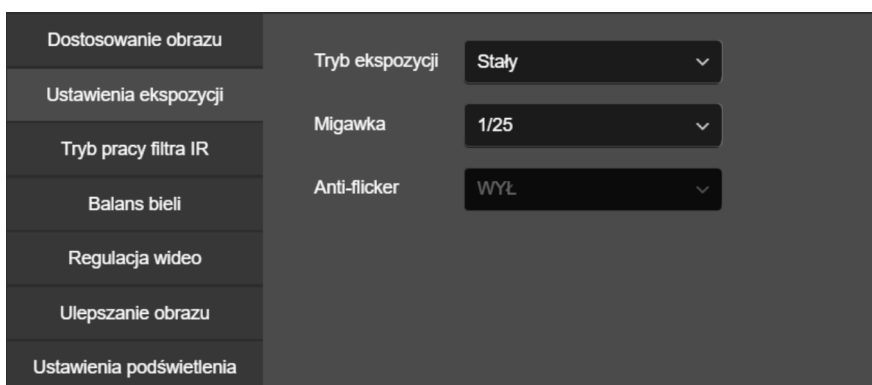 Dostosowanie obrazu
Ustawienia ekspozycji
Tryb pracy filtra IR
Balans bieli
Regulacja wideo
Ulepszanie obrazu
Ustawienia podświetlenia
Tryb ekspozycji Stały
Migawka 1/25
Anti-flicker WYŁ